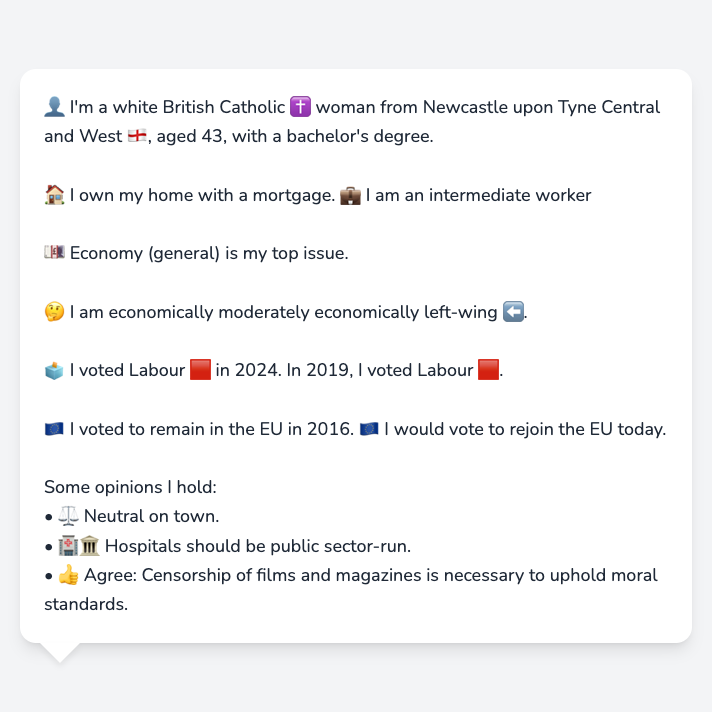 👤 I'm a white British Catholic ✝️ woman from Newcastle upon Tyne Central
and West 🏴󠁧󠁢󠁥󠁮󠁧󠁿, aged 43, with a bachelor's degree.
🏠 I own my home with a mortgage. 💼 I am an intermediate worker
💷 Economy (general) is my top issue.
🤔 I am economically moderately economically left-wing ⬅️.
🗳️ I voted Labour 🟥 in 2024. In 2019, I voted Labour 🟥.
🇪🇺 I voted to remain in the EU in 2016. 🇪🇺 I would vote to rejoin the EU today.
Some opinions I hold:
• ⚖️ Neutral on town.
• 🏥🏛️ Hospitals should be public sector-run.
• 👍 Agree: Censorship of films and magazines is necessary to uphold moral
standards.